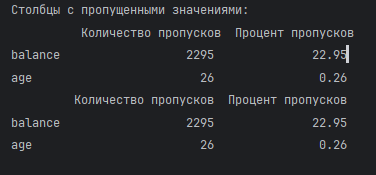 Столбцы с пропущенными значениями:
Количество пропусков Процент пропусков
balance 2295 22.95
age 26 0.26
Количество пропусков Процент пропусков
balance 2295 22.95
age 26 0.26